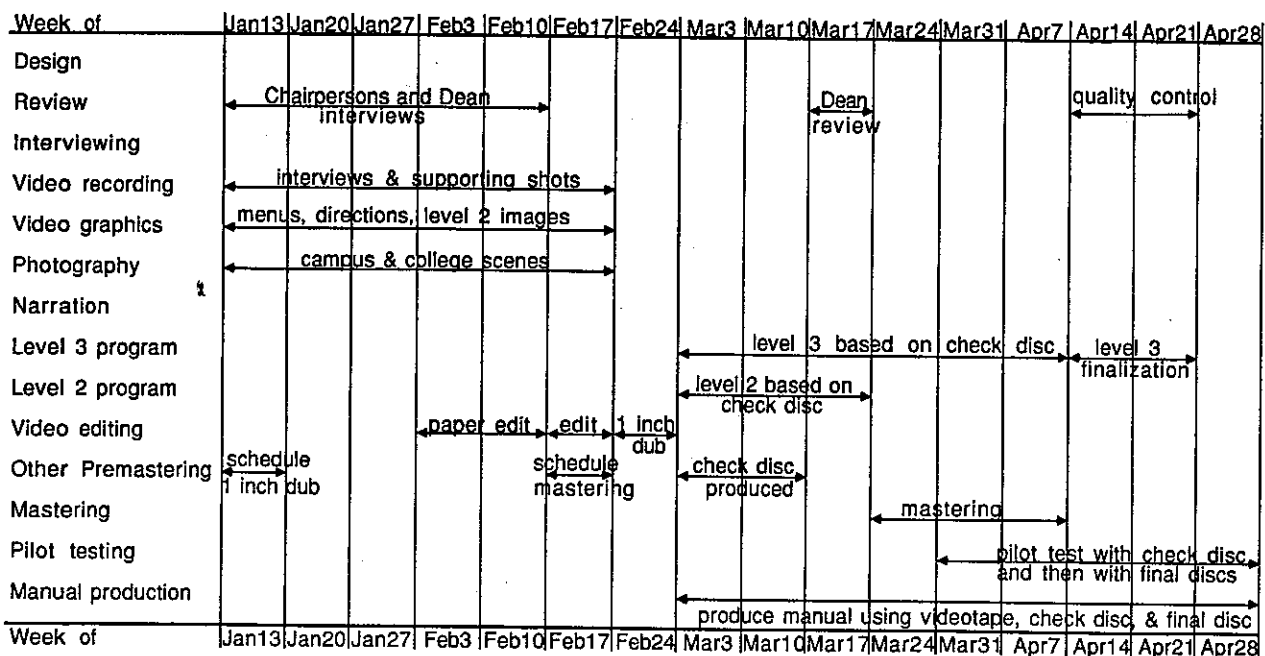 Week of Jan13 Jan20 Jan27 Feb3 Feb10 Feb17 Feb24 Mar3 Mar10 Mar17 Mar24 Mar31 Apr7 Apr14 Apr21 Apr28
Design
Review Chairpersons and Dean Dean quality control
interviews review
Interviewing
Video recording interviews & supporting shots
Video graphics menus, directions, level 2 images
Photography campus & college scenes
Narration
Level 3 program level 3 based on check disc level 3
finalization
Level 2 program level 2 based on
check disc
Video editing paper edit edit 1 inch
dub
Other Premastering schedule schedule check disc
1 inch dub mastering produced
Mastering mastering
Pilot testing pilot test with check disc
and then with final discs
Manual production
produce manual using videotape, check disc, & final disc
Week of Jan13 Jan20 Jan27 Feb3 Feb10 Feb17 Feb24 Mar3 Mar10 Mar17 Mar24 Mar31 Apr7 Apr14 Apr21 Apr28